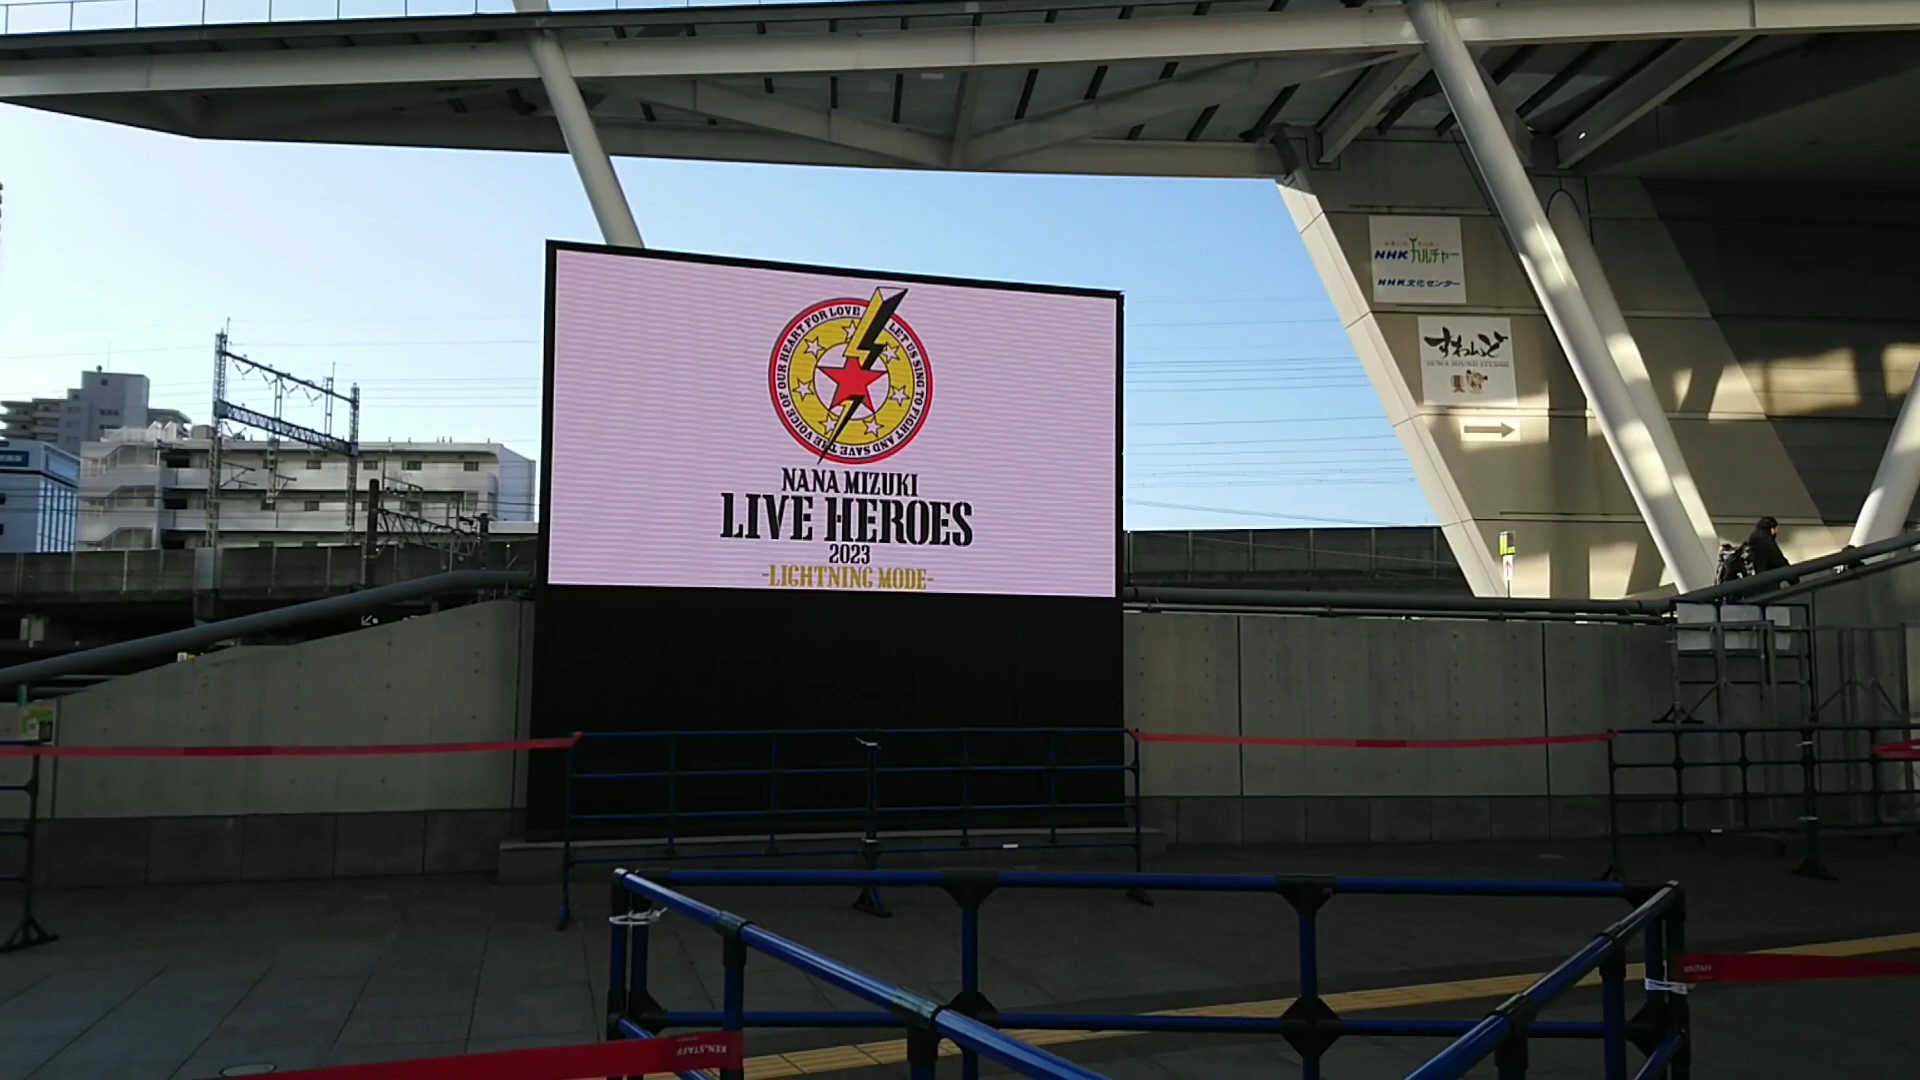 LET US SING TO FIGHT AND SAVE THE VOICE OF OUR HEART FOR LOVE
NANA MIZUKI
LIVE HEROES
2023
-LIGHTNING MODE-
NHKカルチャー
NHK文化センター
すわんど
SUWA SOUND STUDIO
KEN.STAFF